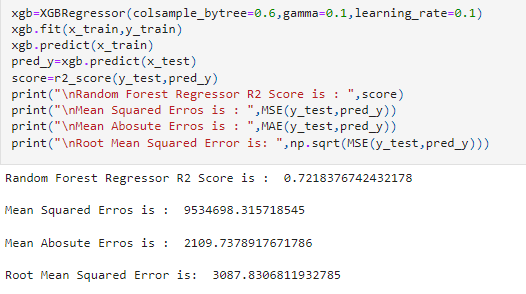 xgb=XGBRegressor(colsample_bytree=0.6,gamma=0.1,learning_rate=0.1)
xgb.fit(x_train,y_train)
xgb.predict(x_train)
pred_y=xgb.predict(x_test)
score=r2_score(y_test,pred_y)
print("\nRandom Forest Regressor R2 Score is : ",score)
print("\nMean Squared Erros is : ",MSE(y_test,pred_y))
print("\nMean Abosute Erros is : ",MAE(y_test,pred_y))
print("\nRoot Mean Squared Error is: ",np.sqrt(MSE(y_test,pred_y)))
Random Forest Regressor R2 Score is :  0.7218376742432178
Mean Squared Erros is :  9534698.315718545
Mean Abosute Erros is :  2109.7378917671786
Root Mean Squared Error is:  3087.8306811932785